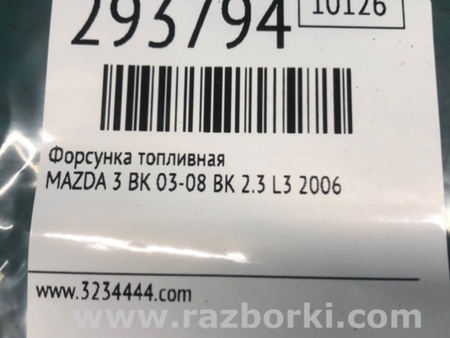 293794
10126
Форсунка топливная
MAZDA 3 BK 03-08 BK 2.3 L3 2006
www.3234444.com
www.razborki.com